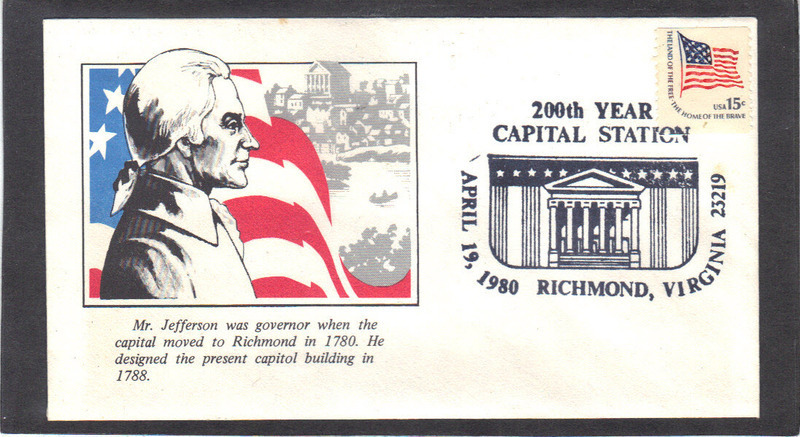 Mr. Jefferson was governor when the
capital moved to Richmond in 1780. He
designed the present capitol building in
1788.
200th YEAR
CAPITAL STATION
APRIL 19, 1980 RICHMOND, VIRGINIA 23219
THE LAND OF THE FREE THE HOME OF THE BRAVE
USA 15c